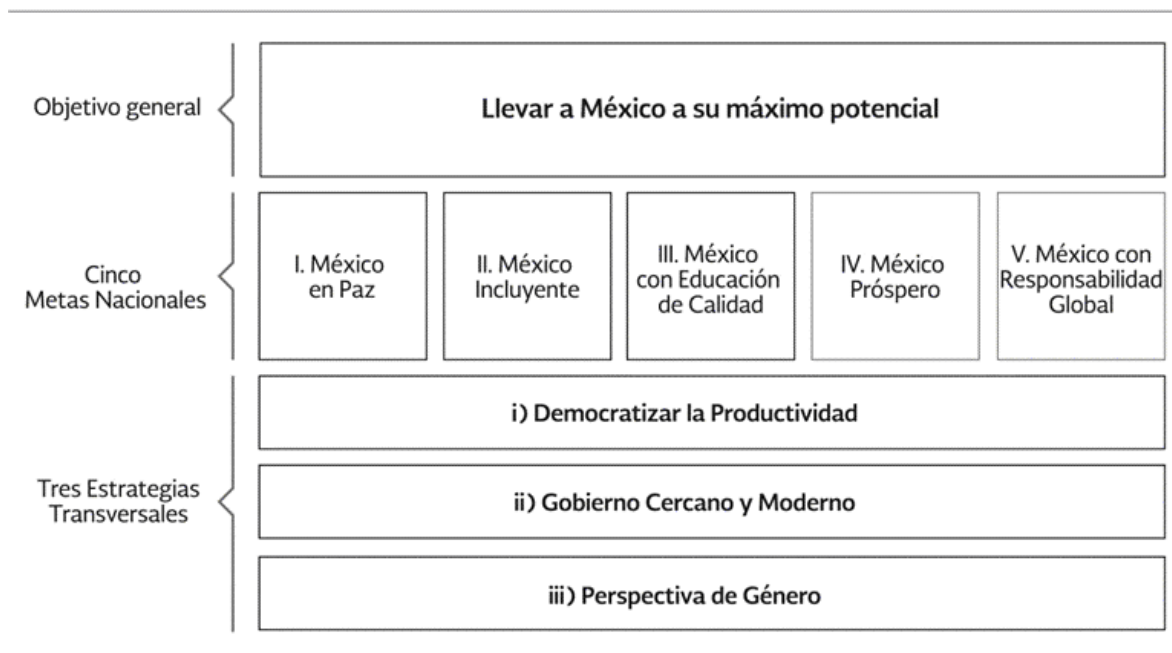 Objetivo general
Llevar a México a su máximo potencial
Cinco
Metas Nacionales
I. México
en Paz
II. México
Incluyente
III. México
con Educación
de Calidad
IV. México
Próspero
V. México con
Responsabilidad
Global
Tres Estrategias
Transversales
i) Democratizar la Productividad
ii) Gobierno Cercano y Moderno
iii) Perspectiva de Género